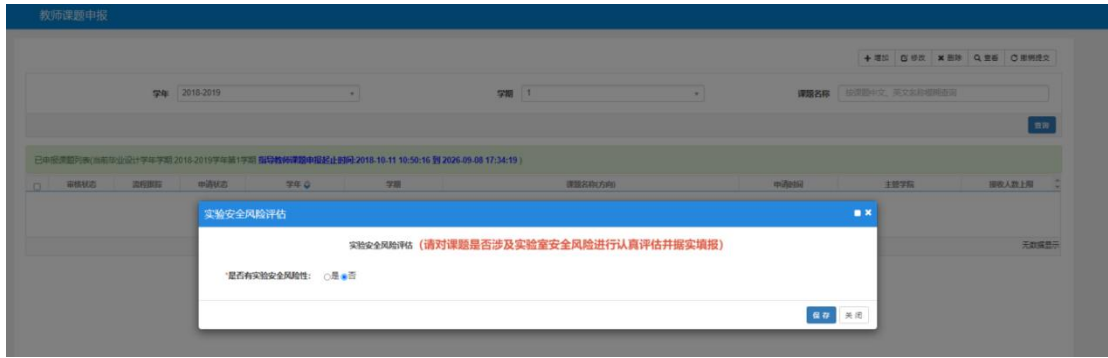 教师课题申报
增加 修改 删除 查看 撤销提交
学年 2018-2019 学期 1 课题名称 给课题中文、英文名称模糊查询
查询
已申报课题列表(当前毕业设计学年学期:2018-2019学年第1学期 指导教师课题申报起止时间:2018-10-11 10:50:16 到 2026-09-08 17:34:19 )
审核状态 流程跟踪 申请状态 学年 学期 课题名称(方向) 申请时间 主题学院 接收人数上限
实验安全风险评估
实验安全风险评估 (请对课题是否涉及实验室安全风险进行认真评估并据实填报)
无数据显示
*是否有实验安全风险性: 是 否
保存 关闭